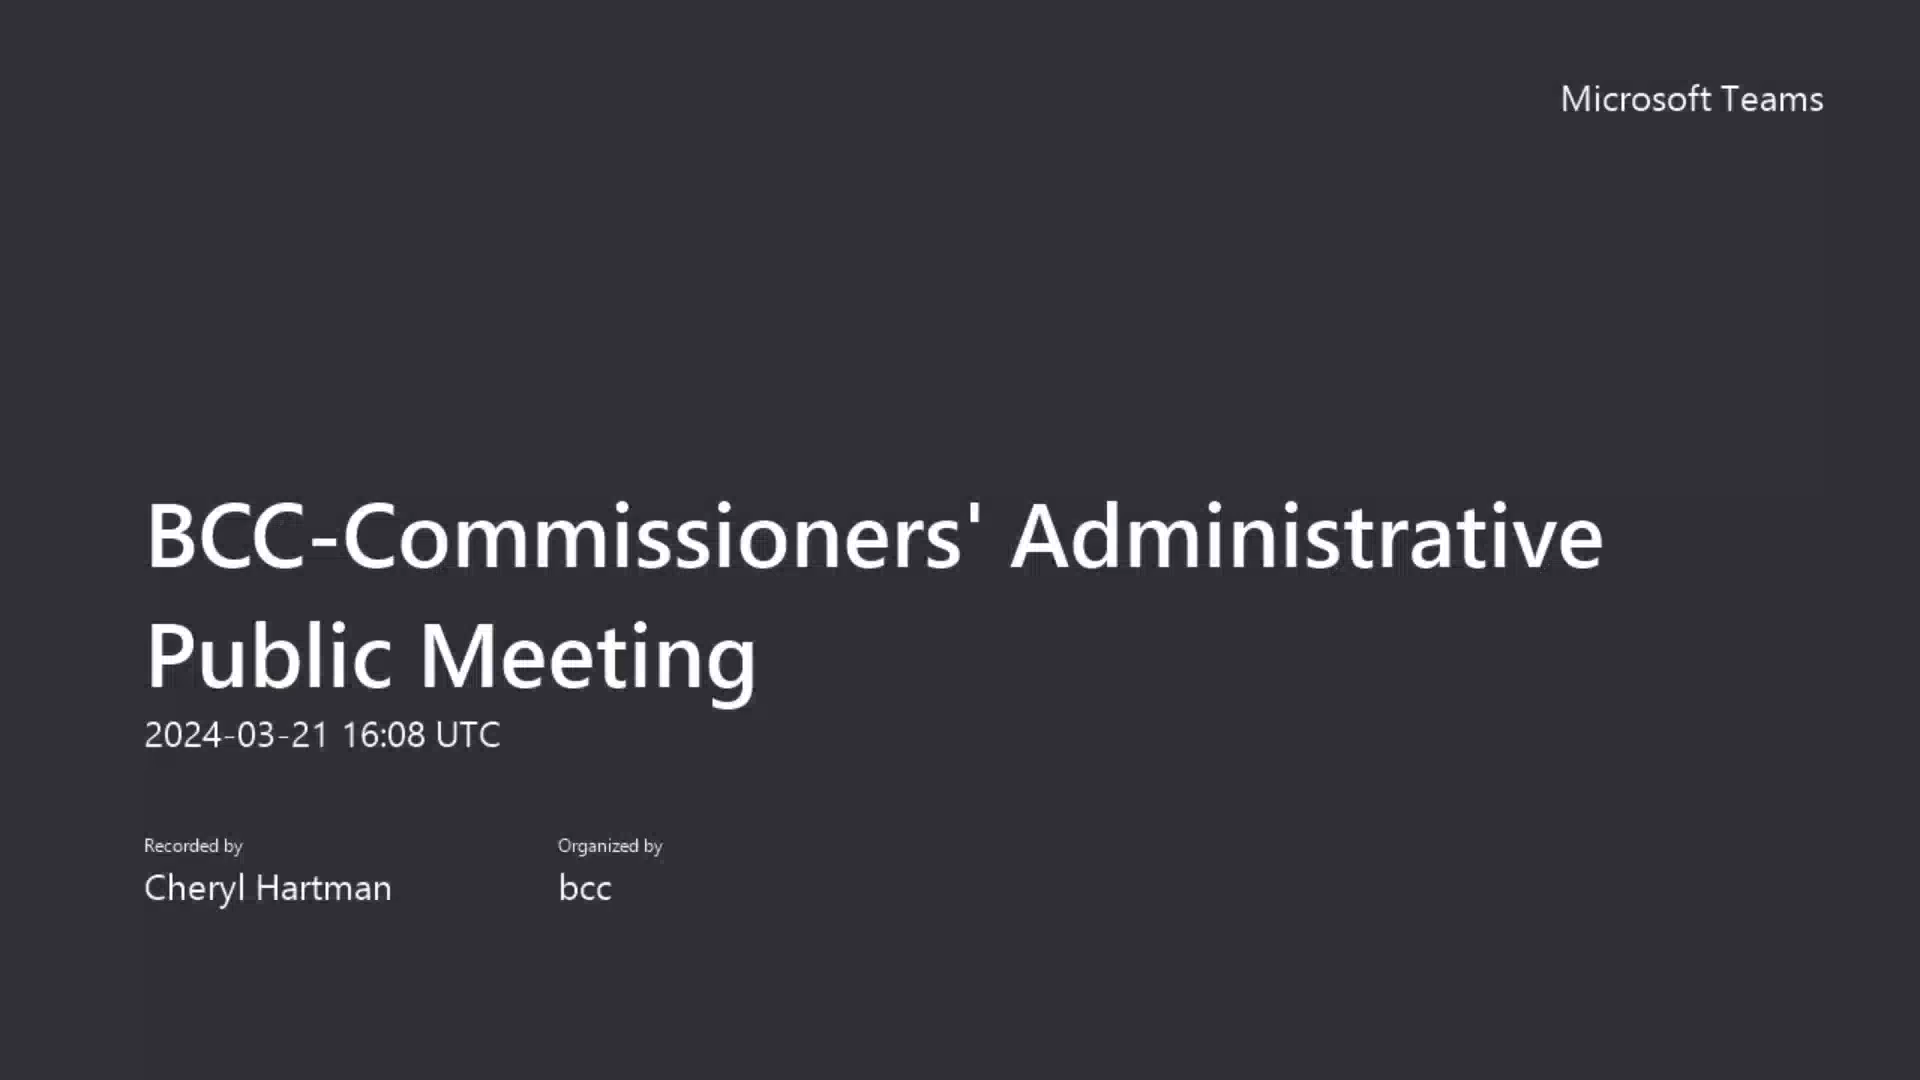 Microsoft Teams
BCC-Commissioners' Administrative
Public Meeting
2024-03-21 16:08 UTC
Recorded by
Organized by
Cheryl Hartman
bcc